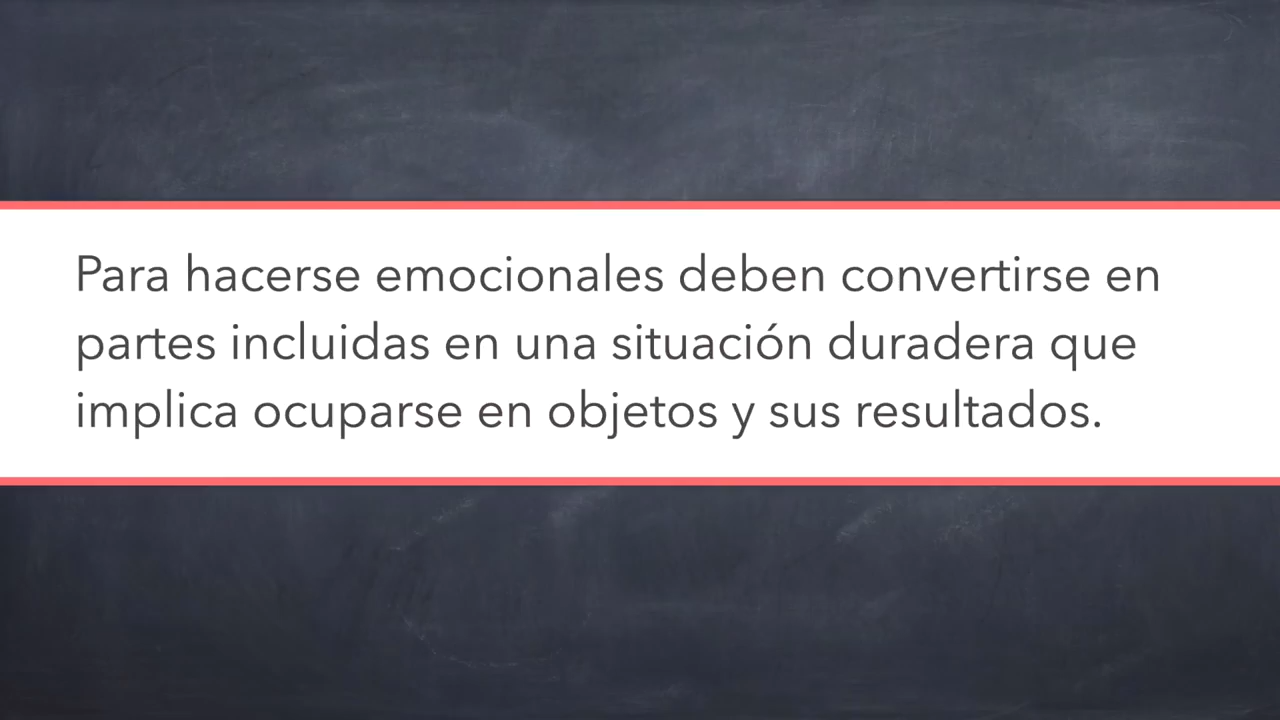 Para hacerse emocionales deben convertirse en
partes incluidas en una situación duradera que
implica ocuparse en objetos y sus resultados.